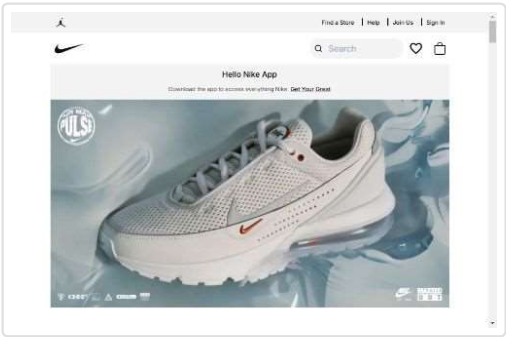 Find a Store | Help | Join Us | Sign In
Search
Hello Nike App
Download the app to access everything Nike. Get Your Great
PULSE